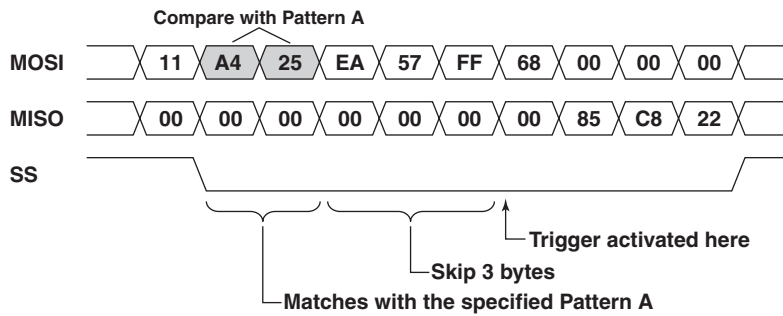 Compare with Pattern A
MOSI 11 A4 25 EA 57 FF 68 00 00 00
MISO 00 00 00 00 00 00 00 85 C8 22
SS
Trigger activated here
Skip 3 bytes
Matches with the specified Pattern A